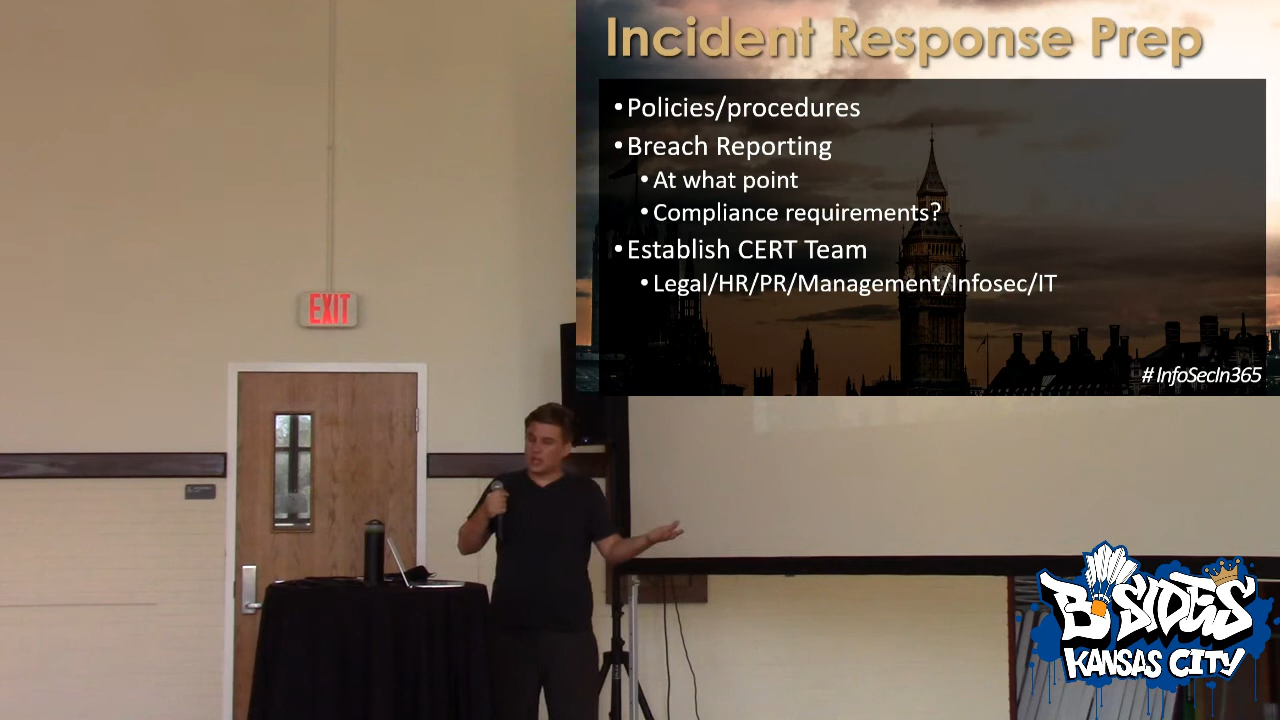 Incident Response Prep
•Policies/procedures
•Breach Reporting
•At what point
•Compliance requirements?
•Establish CERT Team
•Legal/HR/PR/Management/Infosec/IT
# InfoSecIn365
EXIT
B·SIDES
KANSAS CITY